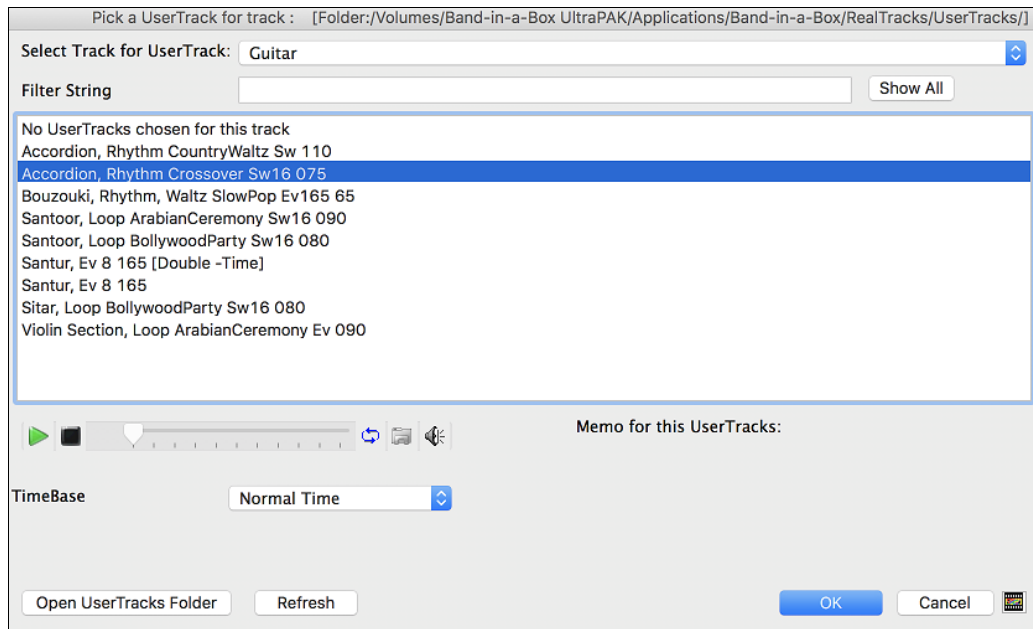 Pick a UserTrack for track :    [Folder:/Volumes/Band-in-a-Box UltraPAK/Applications/Band-in-a-Box/RealTracks/UserTracks/]
Select Track for UserTrack: Guitar
Filter String Show All
No UserTracks chosen for this track
Accordion, Rhythm CountryWaltz Sw 110
Accordion, Rhythm Crossover Sw16 075
Bouzouki, Rhythm, Waltz SlowPop Ev165 65
Santoor, Loop ArabianCeremony Sw16 090
Santoor, Loop BollywoodParty Sw16 080
Santur, Ev 8 165 [Double -Time]
Santur, Ev 8 165
Sitar, Loop BollywoodParty Sw16 080
Violin Section, Loop ArabianCeremony Ev 090
Memo for this UserTracks:
TimeBase Normal Time
Open UserTracks Folder Refresh OK Cancel